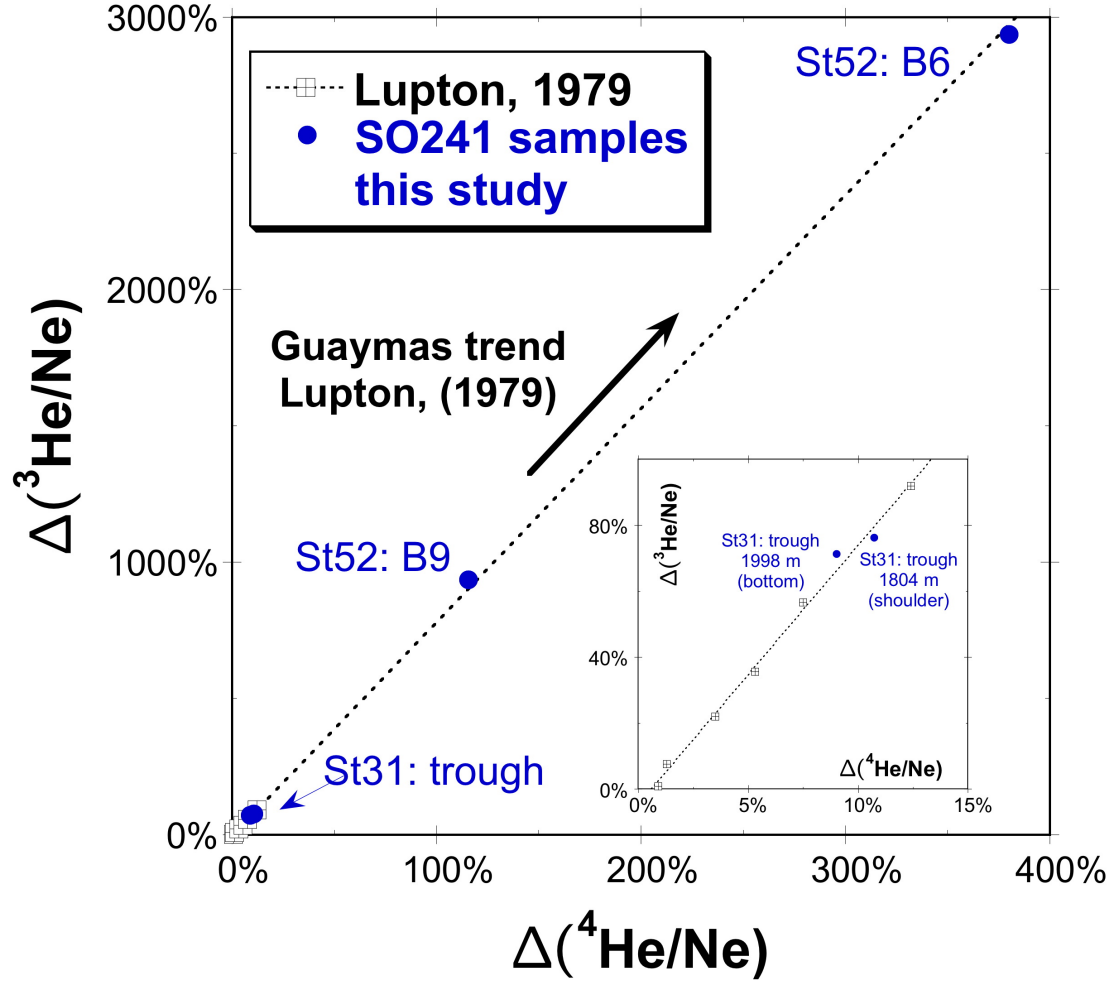 3000%
2000%
1000%
0%
Δ(³He/Ne)
Lupton, 1979
SO241 samples
this study
St52: B6
Guaymas trend
Lupton, (1979)
St52: B9
St31: trough
80%
40%
0%
Δ(³He/Ne)
St31: trough
1998 m
(bottom)
St31: trough
1804 m
(shoulder)
Δ(⁴He/Ne)
0% 5% 10% 15%
0% 100% 200% 300% 400%
Δ(⁴He/Ne)